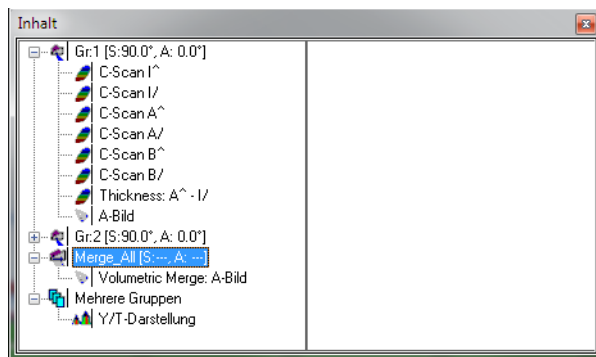 Inhalt
Gr:1 [S:90.0°, A: 0.0°]
C-Scan I^
C-Scan I/
C-Scan A^
C-Scan A/
C-Scan B^
C-Scan B/
Thickness: A^ - I/
A-Bild
Gr:2 [S:90.0°, A: 0.0°]
Merge_All [S:---, A: ---]
Volumetric Merge: A-Bild
Mehrere Gruppen
Y/T-Darstellung